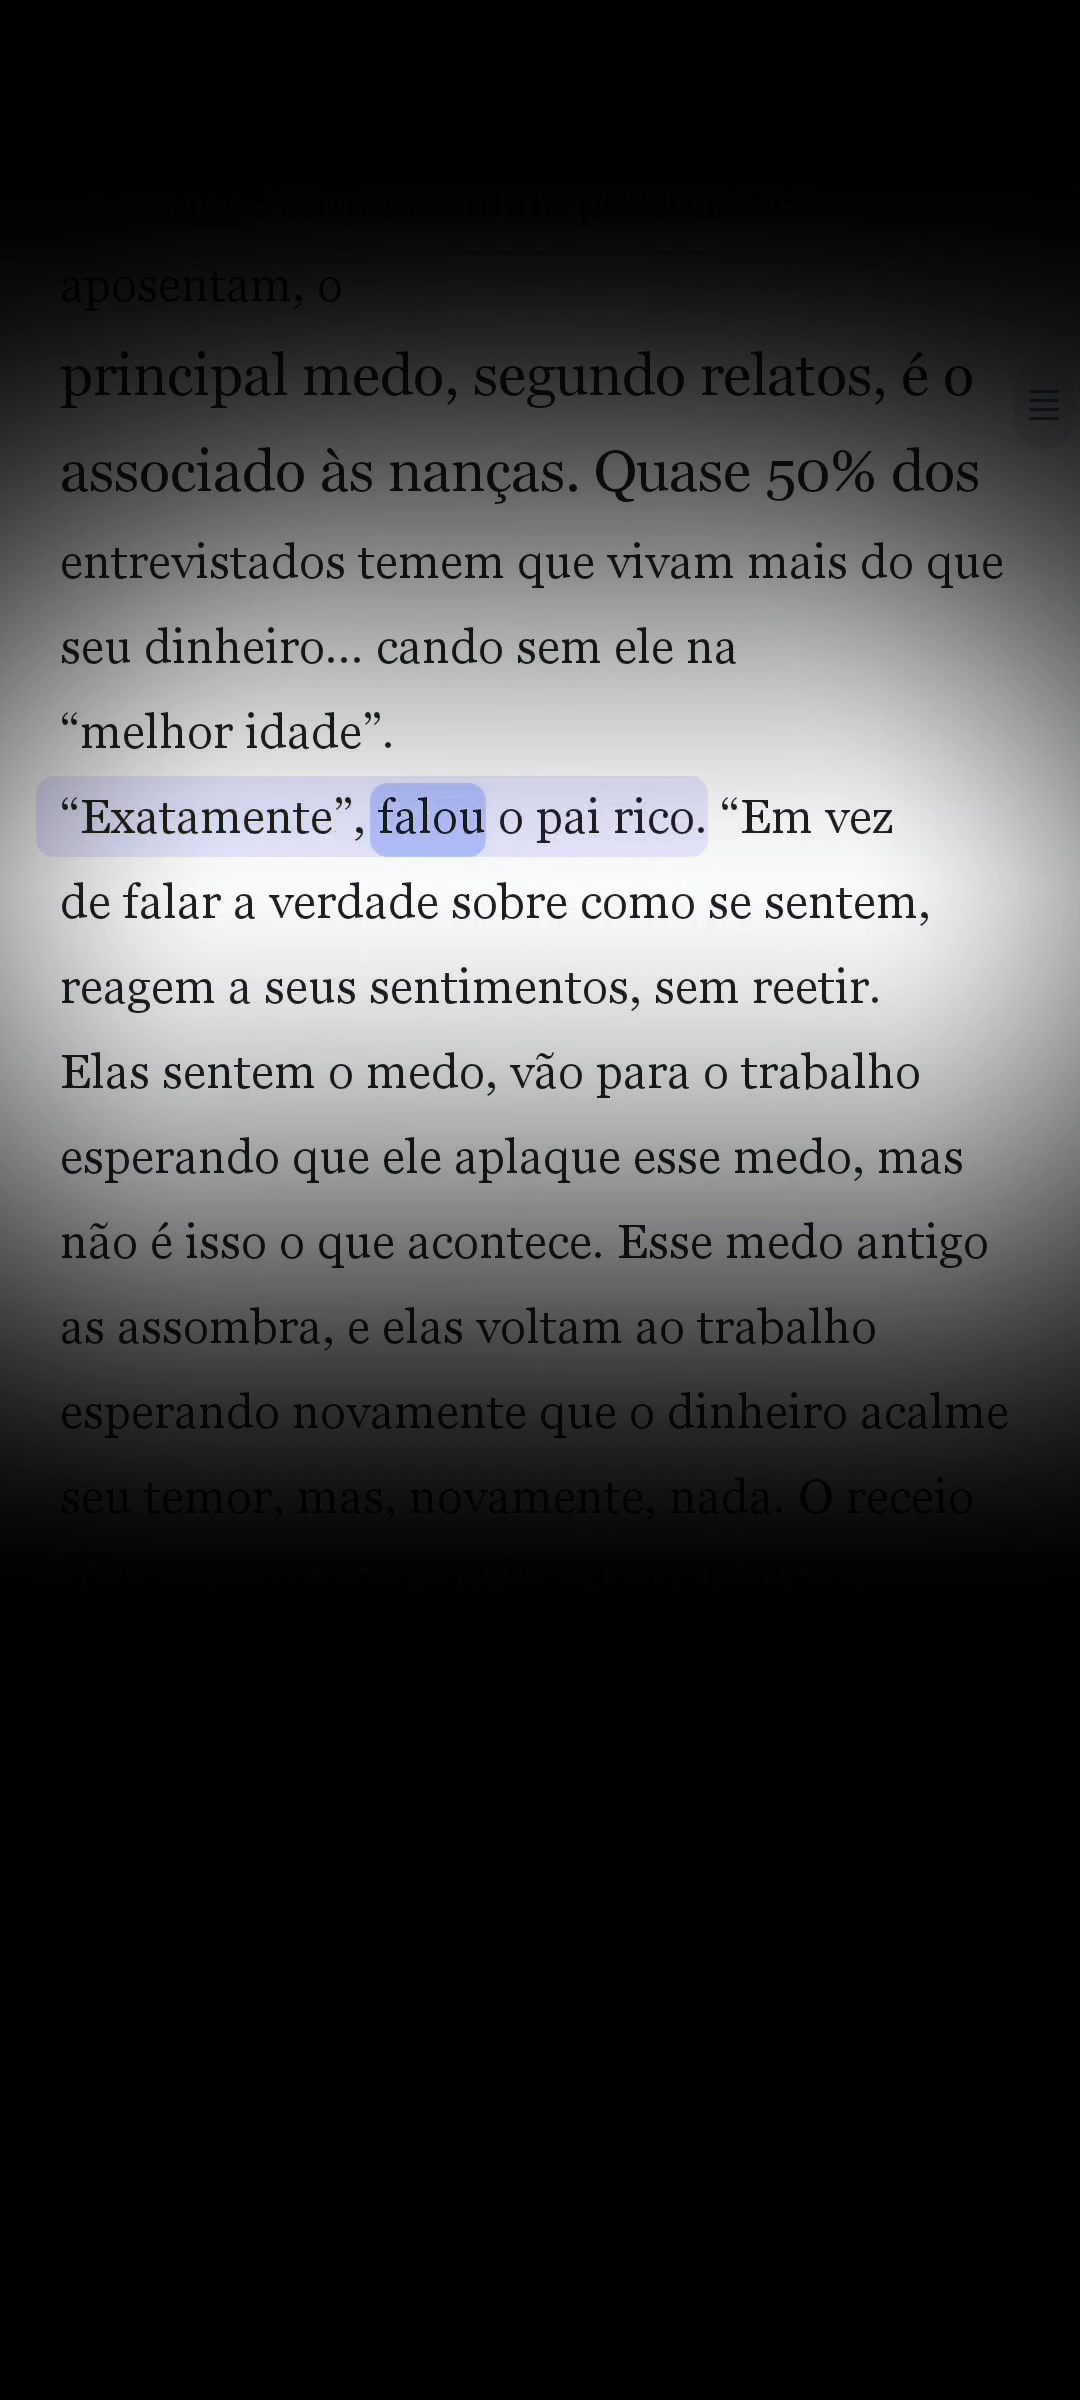 mais e mais pessoas se
aposentam, o
principal medo, segundo relatos, é o
associado às nanças. Quase 50% dos
entrevistados temem que vivam mais do que
seu dinheiro... cando sem ele na
“melhor idade”.
“Exatamente”, falou o pai rico. “Em vez
de falar a verdade sobre como se sentem,
reagem a seus sentimentos, sem reetir.
Elas sentem o medo, vão para o trabalho
esperando que ele aplaque esse medo, mas
não é isso o que acontece. Esse medo antigo
as assombra, e elas voltam ao trabalho
esperando novamente que o dinheiro acalme
seu temor, mas, novamente, nada. O receio